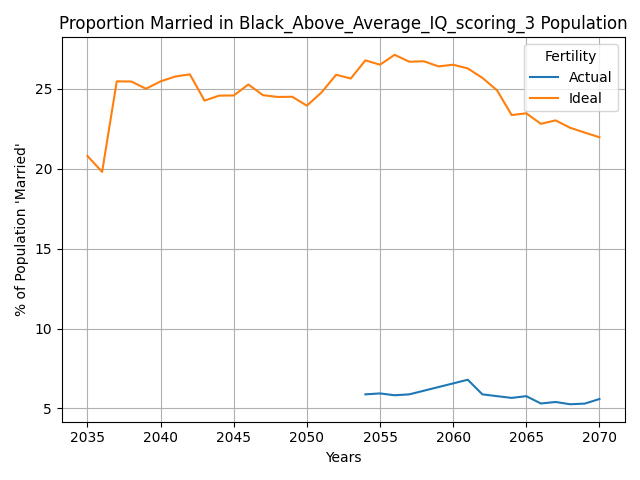 Proportion Married in Black_Above_Average_IQ_scoring_3 Population
% of Population 'Married'
25
20
15
10
5
Fertility
Actual
Ideal
2035 2040 2045 2050 2055 2060 2065 2070
Years